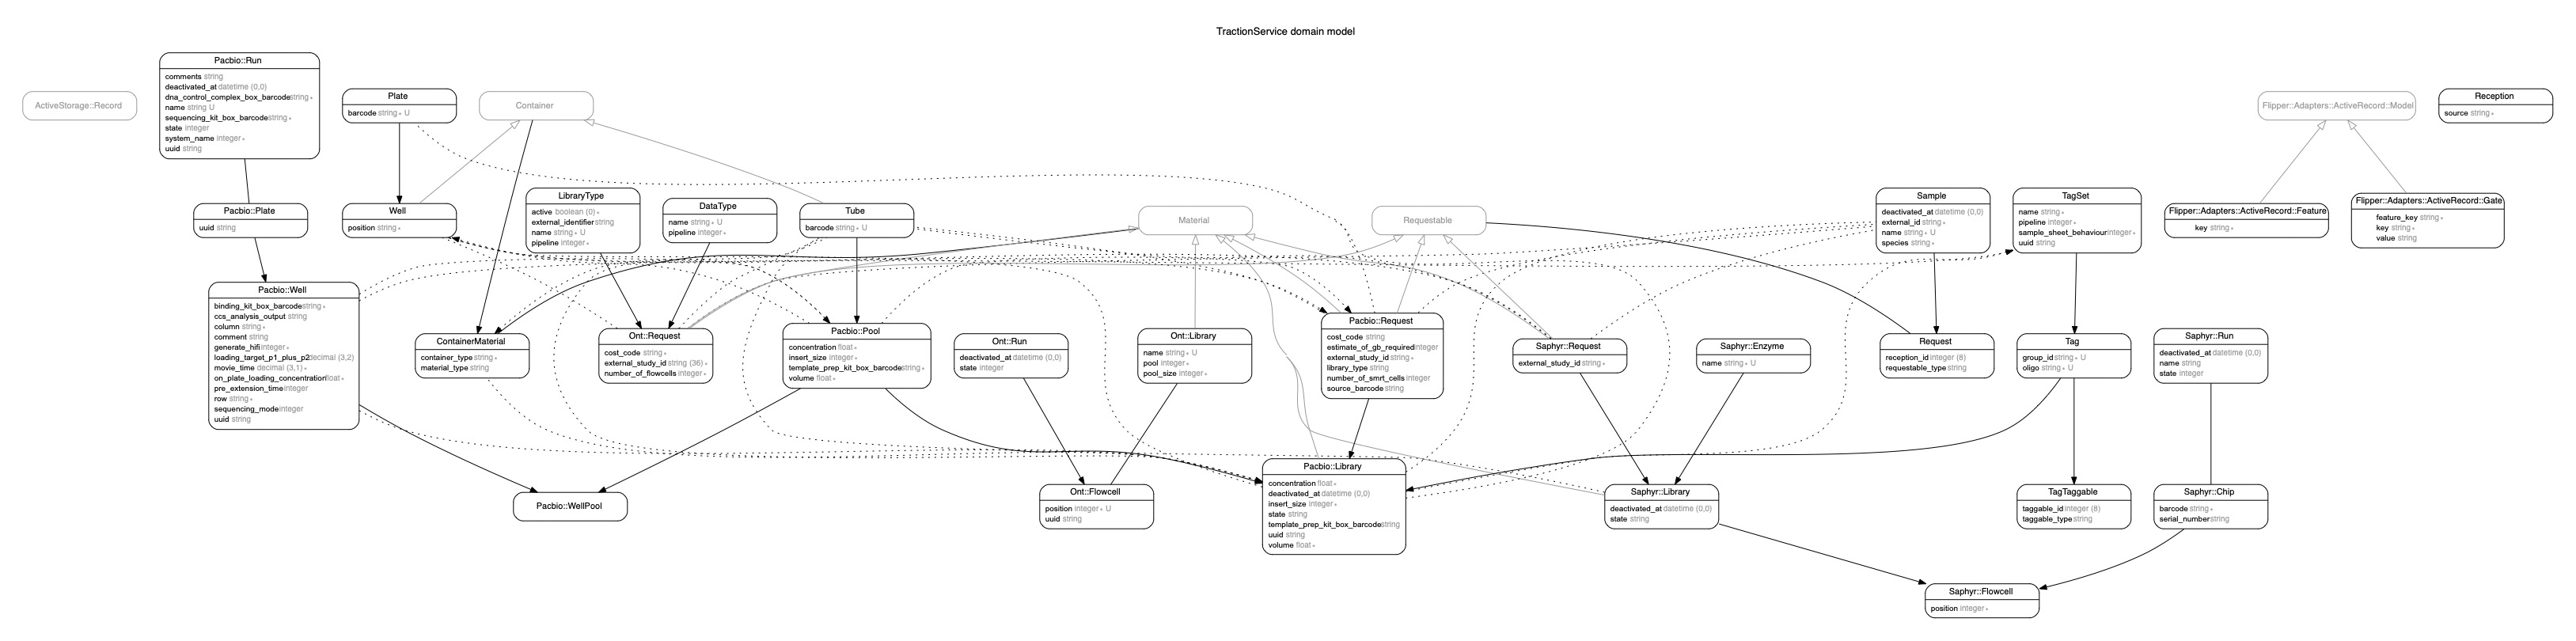 TractionService domain model
ActiveStorage::Record
Pacbio::Run
comments string
deactivated_at datetime (0,0)
dna_control_complex_box_barcode string ∗
name string U
sequencing_kit_box_barcode string ∗
state integer
system_name integer ∗
uuid string
Plate
barcode string ∗ U
Container
Flipper::Adapters::ActiveRecord::Model
Reception
source string ∗
Pacbio::Plate
uuid string
Well
position string ∗
LibraryType
active boolean (0) ∗
external_identifier string
name string ∗ U
pipeline integer ∗
DataType
name string ∗ U
pipeline integer ∗
Tube
barcode string ∗ U
Material
Requestable
Sample
deactivated_at datetime (0,0)
external_id string ∗
name string ∗ U
species string ∗
TagSet
name string ∗
pipeline integer ∗
sample_sheet_behaviour integer ∗
uuid string
Flipper::Adapters::ActiveRecord::Feature
key string ∗
Flipper::Adapters::ActiveRecord::Gate
feature_key string ∗
key string ∗
value string
Pacbio::Well
binding_kit_box_barcode string ∗
ccs_analysis_output string
column string ∗
comment string
generate_hifi integer ∗
loading_target_p1_plus_p2 decimal (3,2)
movie_time decimal (3,1) ∗
on_plate_loading_concentration float ∗
pre_extension_time integer
row string ∗
sequencing_mode integer
uuid string
ContainerMaterial
container_type string ∗
material_type string
Ont::Request
cost_code string ∗
external_study_id string (36) ∗
number_of_flowcells integer ∗
Pacbio::Pool
concentration float ∗
insert_size integer ∗
template_prep_kit_box_barcode string ∗
volume float ∗
Ont::Run
deactivated_at datetime (0,0)
state integer
Ont::Library
name string ∗ U
pool integer ∗
pool_size integer ∗
Pacbio::Request
cost_code string
estimate_of_gb_required integer
external_study_id string ∗
library_type string
number_of_smrt_cells integer
source_barcode string
Saphyr::Request
external_study_id string ∗
Saphyr::Enzyme
name string ∗ U
Request
reception_id integer (8)
requestable_type string
Tag
group_id string ∗ U
oligo string ∗ U
Saphyr::Run
deactivated_at datetime (0,0)
name string
state integer
Pacbio::WellPool
Ont::Flowcell
position integer ∗ U
uuid string
Pacbio::Library
concentration float ∗
deactivated_at datetime (0,0)
insert_size integer ∗
state string
template_prep_kit_box_barcode string
uuid string
volume float ∗
Saphyr::Library
deactivated_at datetime (0,0)
state string
TagTaggable
taggable_id integer (8)
taggable_type string
Saphyr::Chip
barcode string ∗
serial_number string
Saphyr::Flowcell
position integer ∗